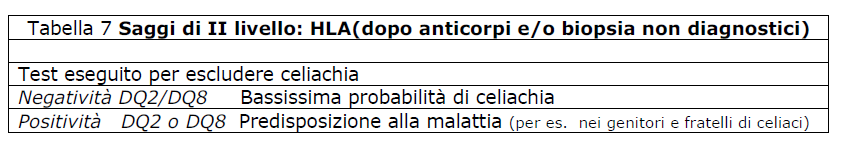 Tabella 7 Saggi di II livello: HLA(dopo anticorpi e/o biopsia non diagnostici)
Test eseguito per escludere celiachia
Negatività DQ2/DQ8 Bassissima probabilità di celiachia
Positività DQ2 o DQ8 Predisposizione alla malattia (per es. nei genitori e fratelli di celiaci)